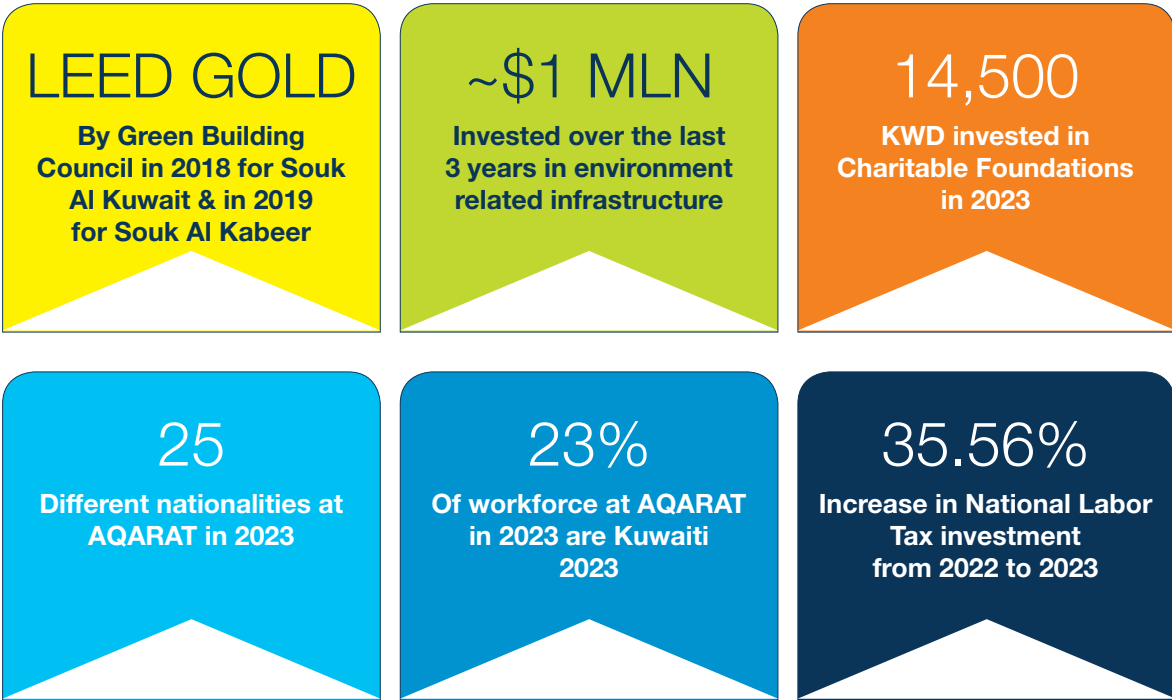 LEED GOLD
By Green Building
Council in 2018 for Souk
Al Kuwait & in 2019
for Souk Al Kabeer
~$1 MLN
Invested over the last
3 years in environment
related infrastructure
14,500
KWD invested in
Charitable Foundations
in 2023
25
Different nationalities at
AQARAT in 2023
23%
Of workforce at AQARAT
in 2023 are Kuwaiti
2023
35.56%
Increase in National Labor
Tax investment
from 2022 to 2023